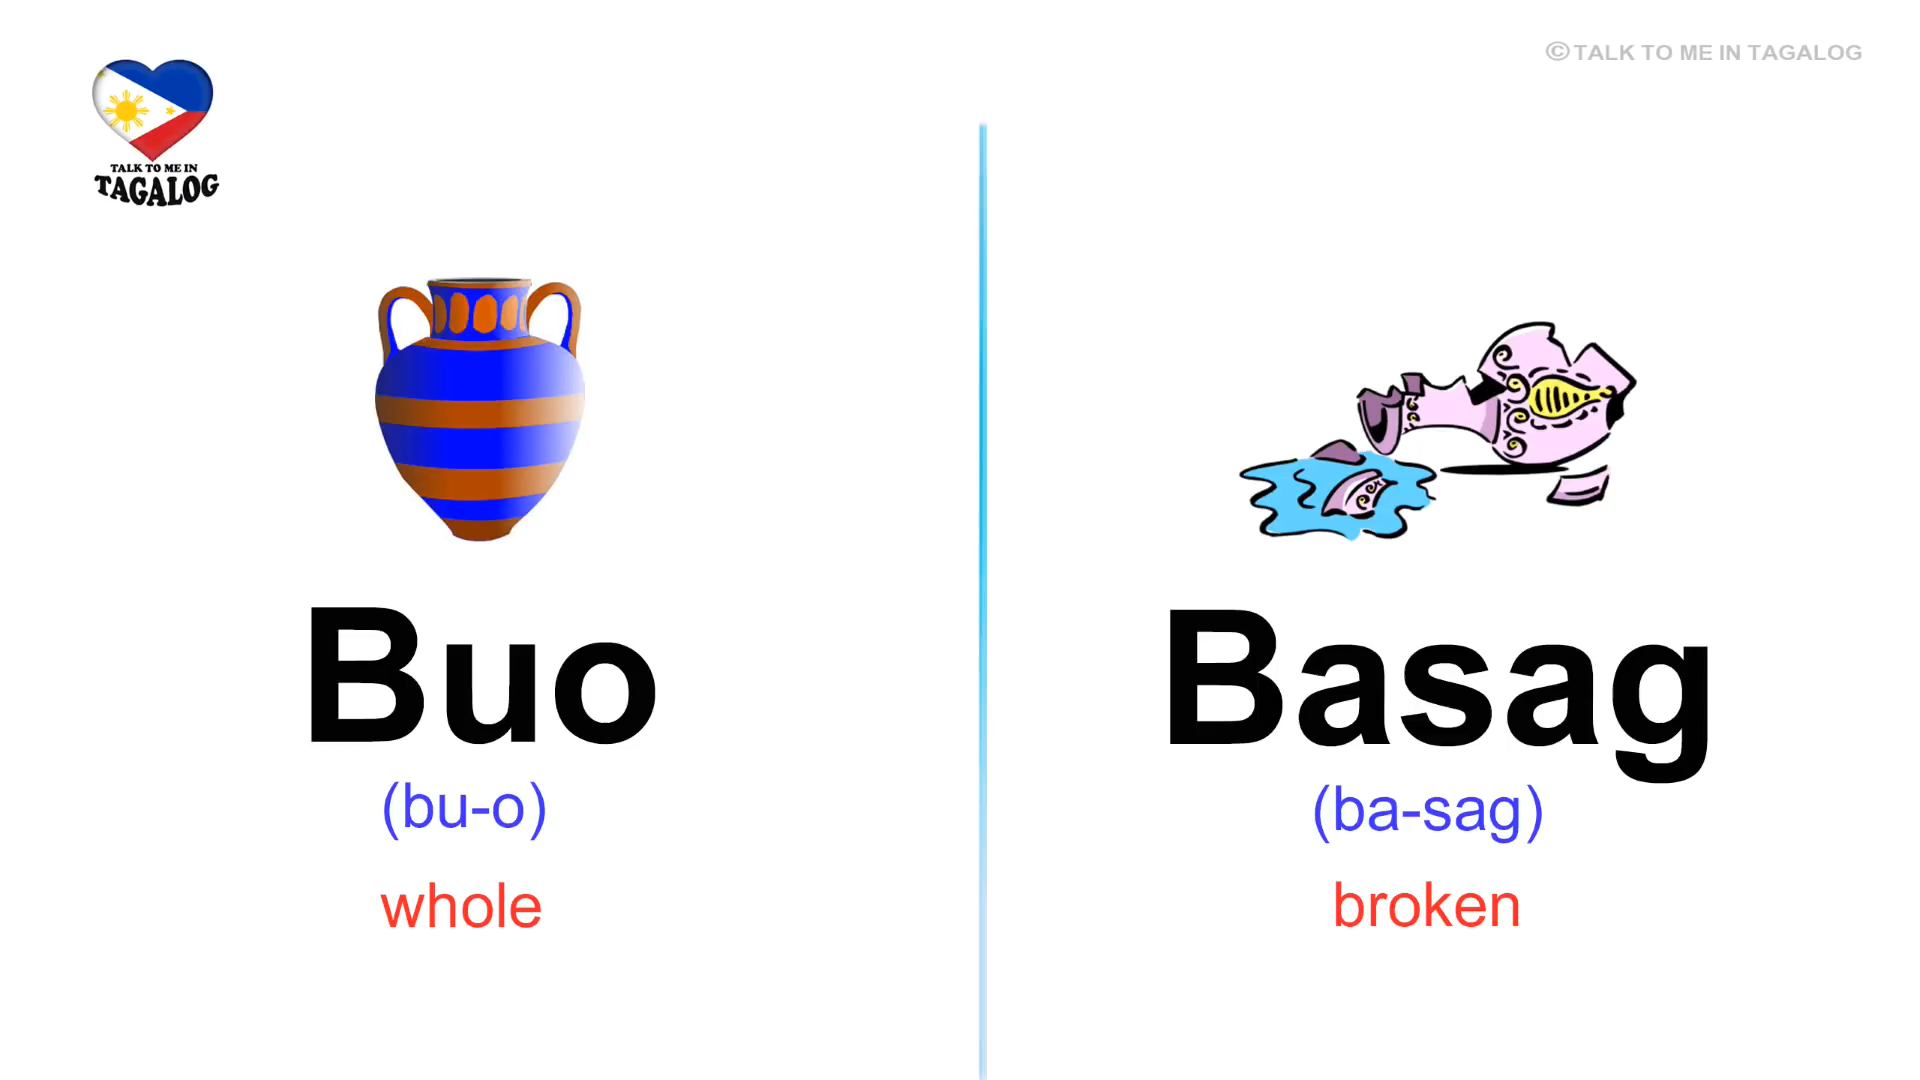 ©TALK TO ME IN TAGALOG
TALK TO ME IN
TAGALOG
Buo
(bu-o)
whole
Basag
(ba-sag)
broken